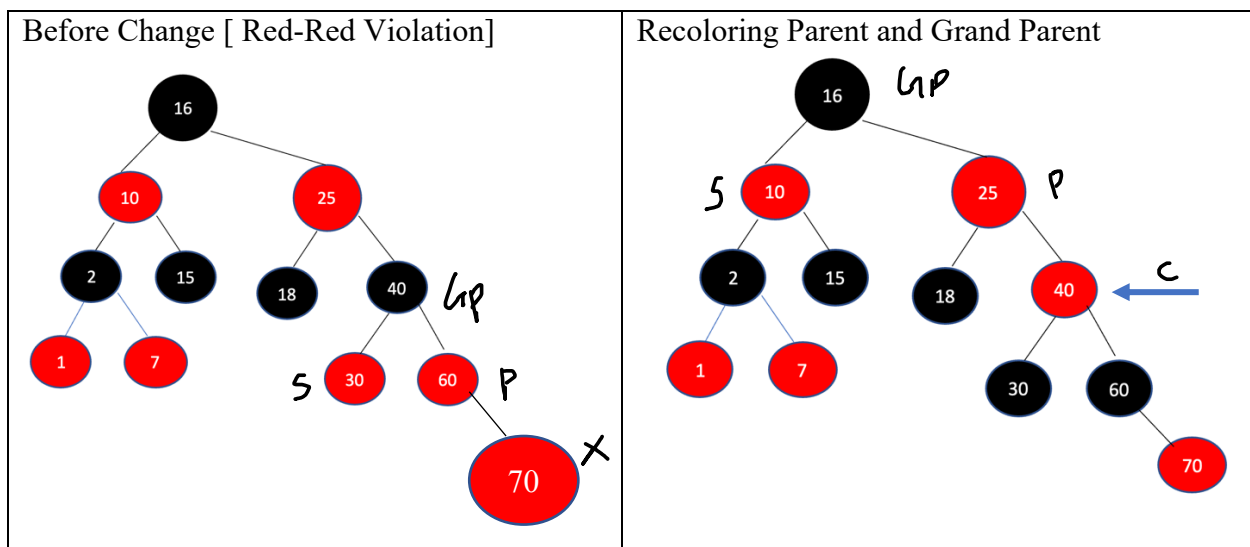 Before Change [ Red-Red Violation]
16
10
25
2
15
18
40
GP
1
7
S
30
60
P
70
X
Recoloring Parent and Grand Parent
16
GP
S
10
25
P
2
15
18
40
C
1
7
30
60
70